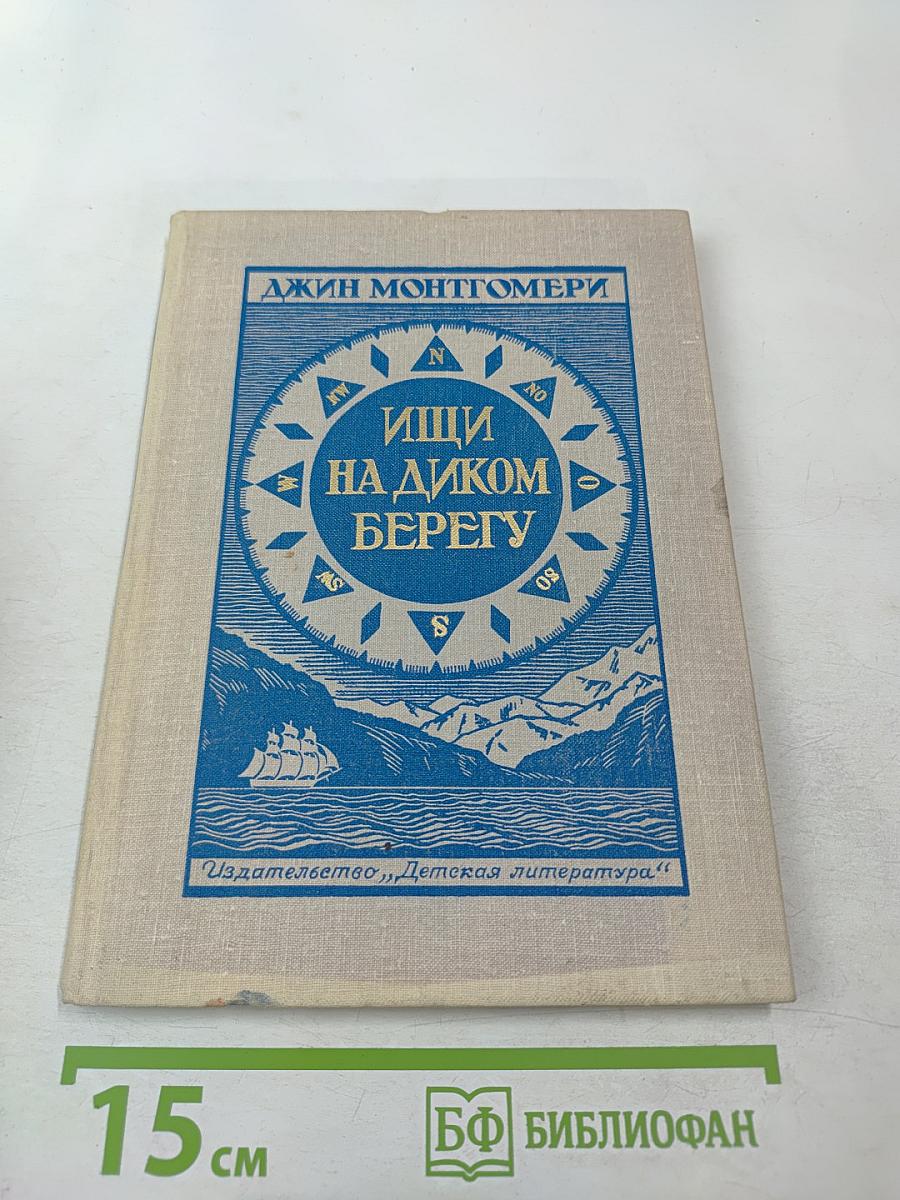 ДЖИН МОНТГОМЕРИ
N
NW
NO
ИЩИ
НА ДИКОМ
БЕРЕГУ
W
O
SW
SO
S
Издательство „Детская литература“
15 см
БФ БИБЛИОФАН